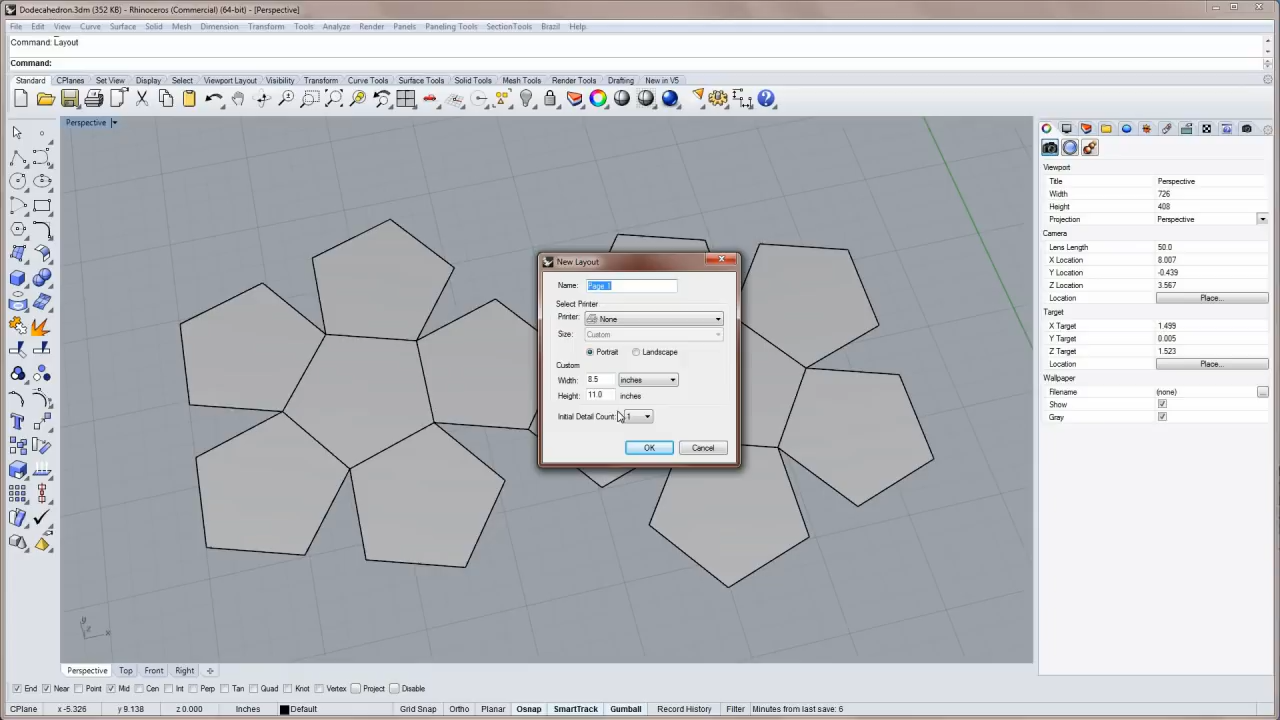 Dodecahedron.3dm (352 KB) - Rhinoceros (Commercial) (64-bit) - [Perspective]
File Edit View Curve Surface Solid Mesh Dimension Transform Tools Analyze Render Panels Paneling Tools SectionTools Brazil Help
Command: Layout
Command:
Standard CPlanes Set View Display Select Viewport Layout Visibility Transform Curve Tools Surface Tools Solid Tools Mesh Tools Render Tools Drafting New in V5
Perspective
Viewport
Title Perspective
Width 726
Height 408
Projection Perspective
Camera
Lens Length 50.0
X Location 8.007
Y Location -0.439
Z Location 3.567
Location Place...
Target
X Target 1.499
Y Target 0.005
Z Target 1.523
Location Place...
Wallpaper
Filename (none) ...
Show
Gray
New Layout
Name: Page 1
Select Printer
Printer: None
Size: Custom
Portrait Landscape
Custom
Width: 8.5 inches
Height: 11.0 inches
Initial Detail Count: 1
OK Cancel
y
z x
Perspective Top Front Right
End Near Point Mid Cen Int Perp Tan Quad Knot Vertex Project Disable
CPlane x -5.326 y 9.138 z 0.000 Inches Default Grid Snap Ortho Planar Osnap SmartTrack Gumball Record History Filter Minutes from last save: 6